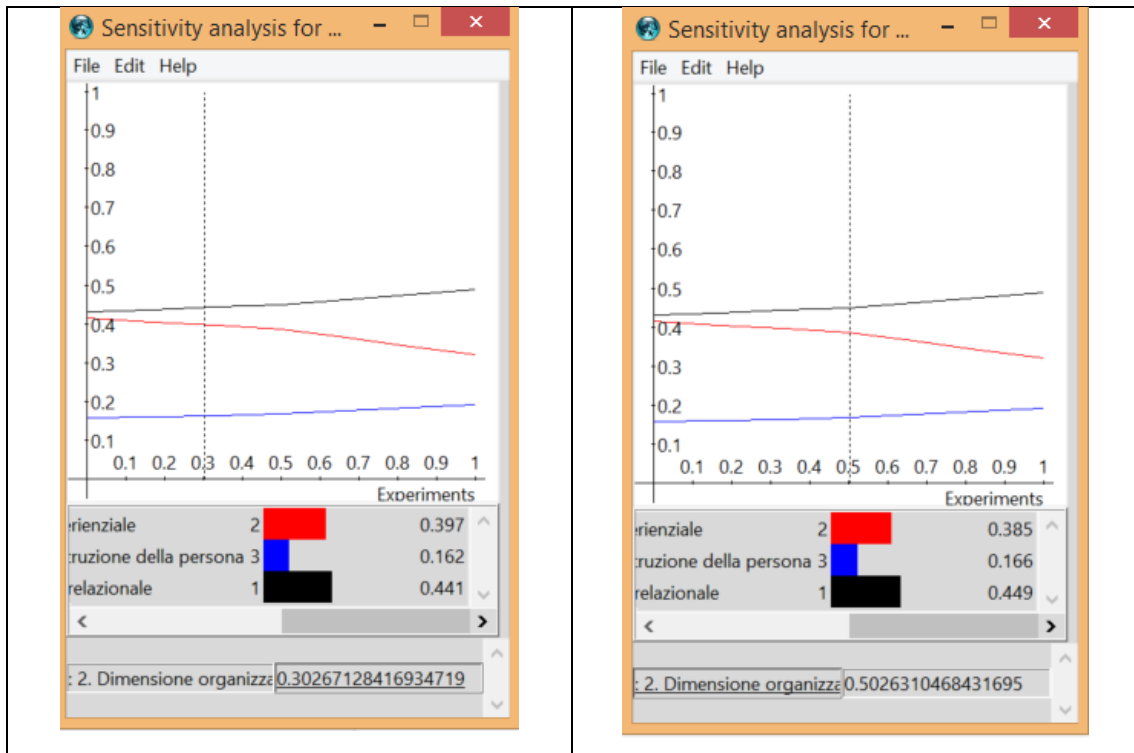 Sensitivity analysis for ...
File Edit Help
1
0.9
0.8
0.7
0.6
0.5
0.4
0.3
0.2
0.1
0.1 0.2 0.3 0.4 0.5 0.6 0.7 0.8 0.9 1
Experiments
rienziale 2 0.397
truzione della persona 3 0.162
relazionale 1 0.441
: 2. Dimensione organizza 0.30267128416934719
Sensitivity analysis for ...
File Edit Help
1
0.9
0.8
0.7
0.6
0.5
0.4
0.3
0.2
0.1
0.1 0.2 0.3 0.4 0.5 0.6 0.7 0.8 0.9 1
Experiments
rienziale 2 0.385
truzione della persona 3 0.166
relazionale 1 0.449
: 2. Dimensione organizza 0.5026310468431695